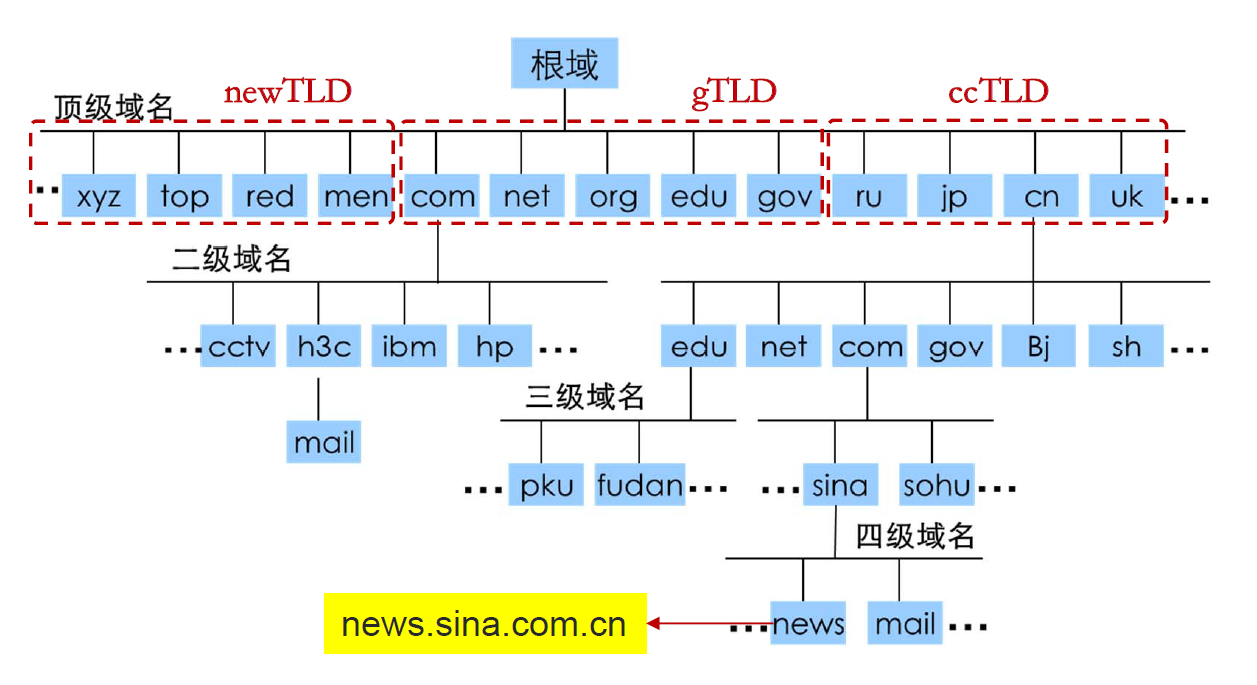 根域
newTLD gTLD ccTLD
顶级域名
··· xyz top red men com net org edu gov ru jp cn uk ···
二级域名
··· cctv h3c ibm hp ··· edu net com gov Bj sh ···
三级域名
mail
··· pku fudan ··· ··· sina sohu ···
四级域名
news.sina.com.cn ··· news mail ···